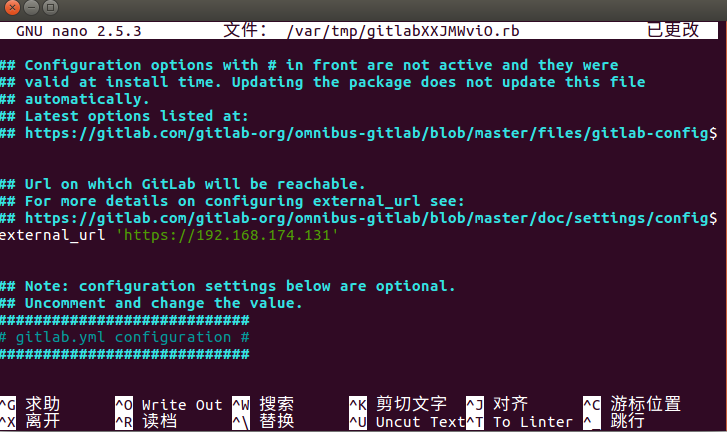 GNU nano 2.5.3 文件： /var/tmp/gitlabXXJMWviO.rb 已更改
## Configuration options with # in front are not active and they were
## valid at install time. Updating the package does not update this file
## automatically.
## Latest options listed at:
## https://gitlab.com/gitlab-org/omnibus-gitlab/blob/master/files/gitlab-config$
## Url on which GitLab will be reachable.
## For more details on configuring external_url see:
## https://gitlab.com/gitlab-org/omnibus-gitlab/blob/master/doc/settings/config$
external_url 'https://192.168.174.131'
## Note: configuration settings below are optional.
## Uncomment and change the value.
############################
# gitlab.yml configuration #
############################
^G 求助 ^O Write Out ^W 搜索 ^K 剪切文字 ^J 对齐 ^C 游标位置
^X 离开 ^R 读档 ^\ 替换 ^U Uncut Text ^T To Linter ^_ 跳行